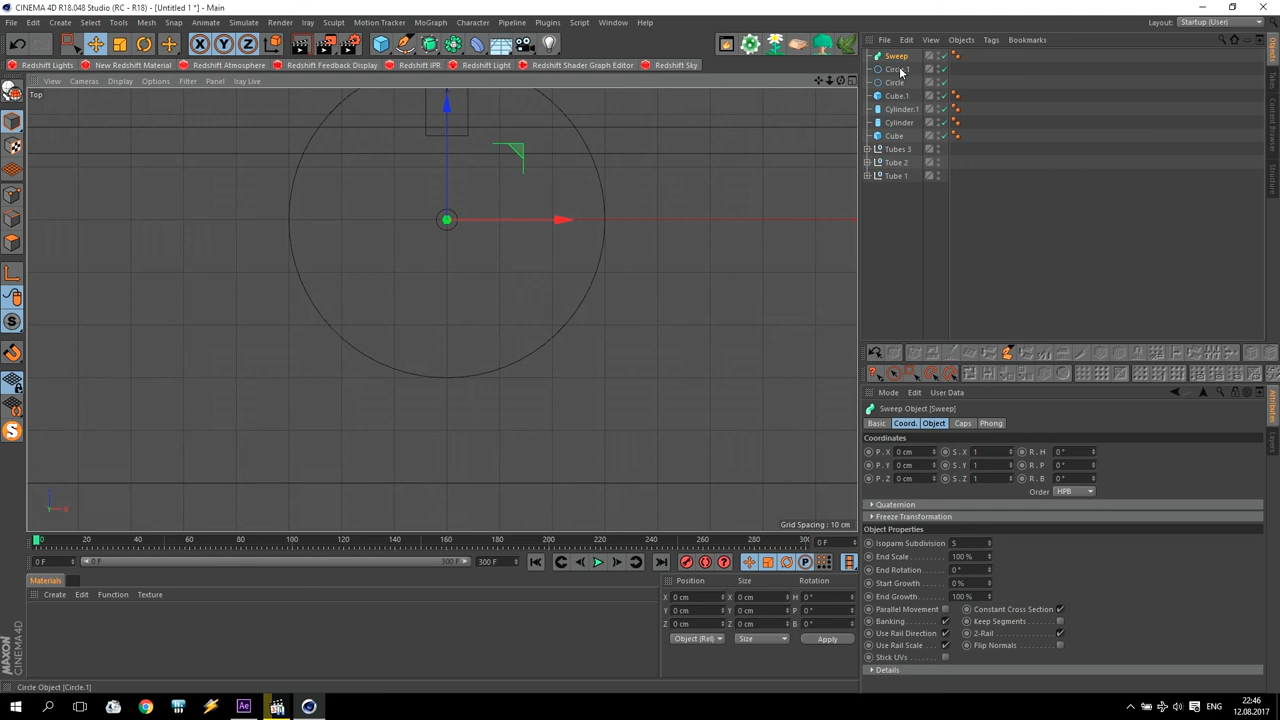 CINEMA 4D R18.048 Studio (RC - R18) - [Untitled 1 *] - Main
File Edit Create Select Tools Mesh Snap Animate Simulate Render Iray Sculpt Motion Tracker MoGraph Character Pipeline Plugins Script Window Help
Layout: Startup (User)
File Edit View Objects Tags Bookmarks
Redshift Lights New Redshift Material Redshift Atmosphere Redshift Feedback Display Redshift IPR Redshift Light Redshift Shader Graph Editor Redshift Sky
View Cameras Display Options Filter Panel Iray Live
Top
Sweep
Circle.1
Circle
Cube.1
Cylinder.1
Cylinder
Cube
Tubes 3
Tube 2
Tube 1
Objects
Takes
Content Browser
Structure
Mode Edit User Data
Sweep Object [Sweep]
Basic Coord. Object Caps Phong
Attributes
Layers
Coordinates
P . X 0 cm S . X 1 R . H 0 °
P . Y 0 cm S . Y 1 R . P 0 °
P . Z 0 cm S . Z 1 R . B 0 °
Order HPB
Quaternion
Freeze Transformation
Object Properties
Isoparm Subdivision 5
End Scale 100 %
End Rotation 0 °
Start Growth 0 %
End Growth 100 %
Parallel Movement Constant Cross Section
Banking Keep Segments
Use Rail Direction 2-Rail
Use Rail Scale Flip Normals
Stick UVs
Details
Grid Spacing : 10 cm
0 20 40 60 80 100 120 140 160 180 200 220 240 260 280 300 0 F
0 F 0 F 300 F 300 F
Materials
Create Edit Function Texture
Position Size Rotation
X 0 cm X 0 cm H 0 °
Y 0 cm Y 0 cm P 0 °
Z 0 cm Z 0 cm B 0 °
Object (Rel) Size Apply
MAXON CINEMA 4D
Circle Object [Circle.1]
Ae
ENG
22:46
12.08.2017